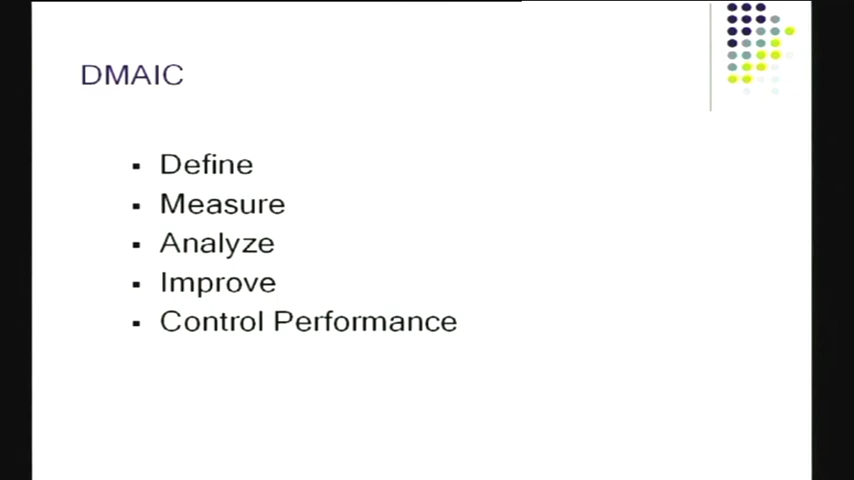 DMAIC
Define
Measure
Analyze
Improve
Control Performance